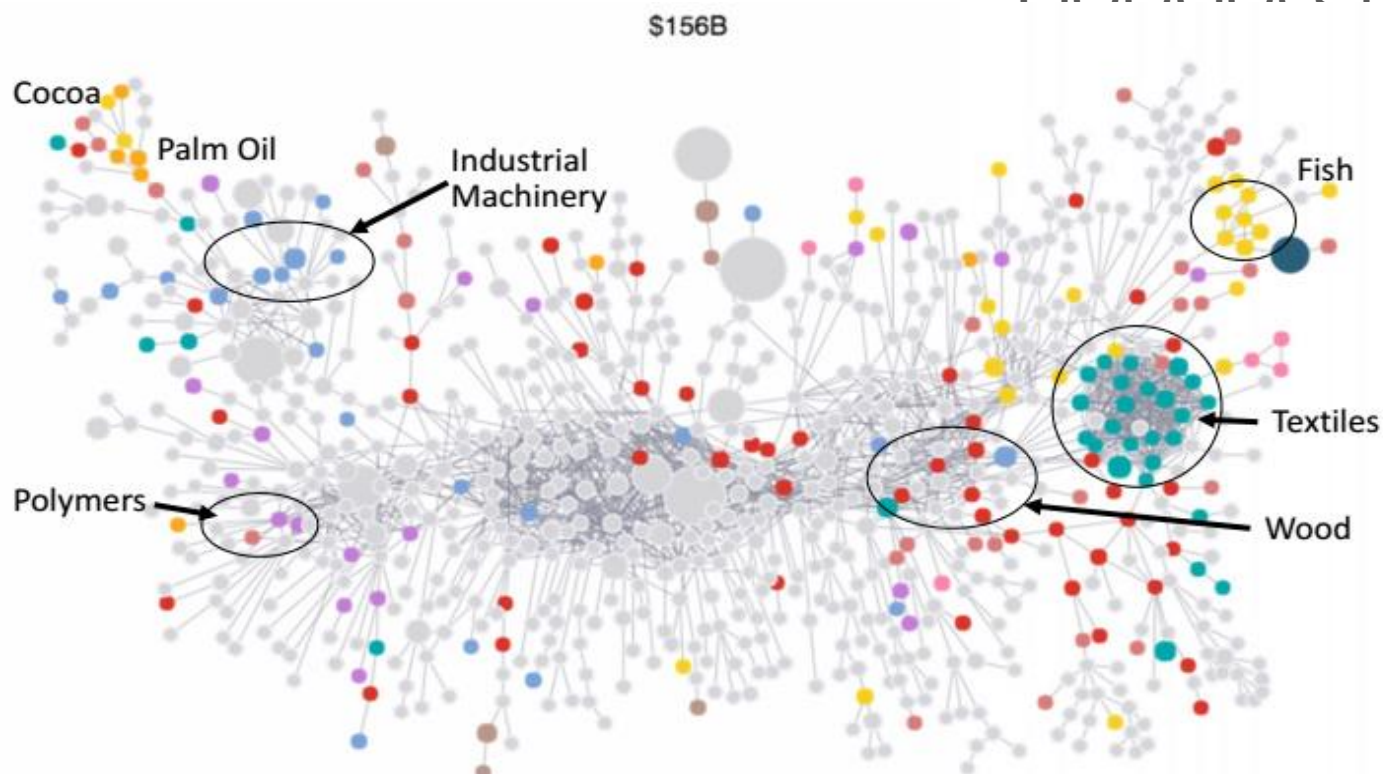 $156B
Cocoa
Palm Oil
Industrial
Machinery
Fish
Textiles
Polymers
Wood